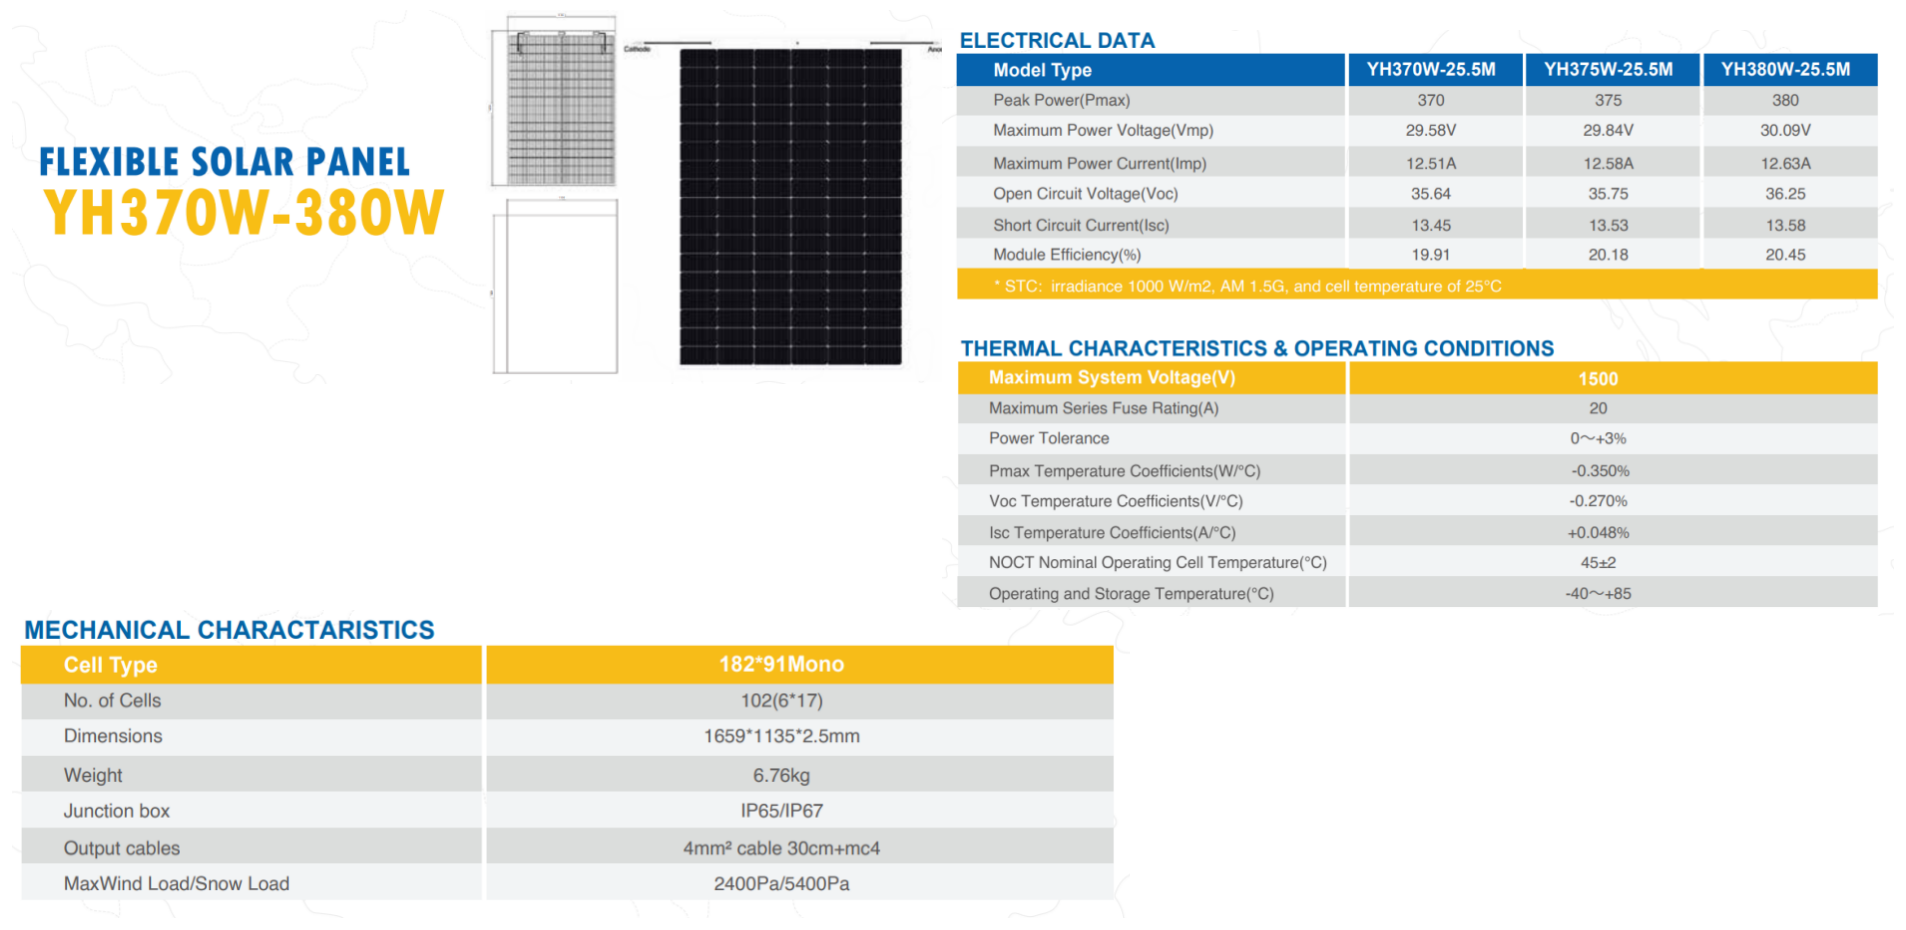 FLEXIBLE SOLAR PANEL
YH370W-380W
Cathode
ELECTRICAL DATA
Model Type YH370W-25.5M YH375W-25.5M YH380W-25.5M
Peak Power(Pmax) 370 375 380
Maximum Power Voltage(Vmp) 29.58V 29.84V 30.09V
Maximum Power Current(Imp) 12.51A 12.58A 12.63A
Open Circuit Voltage(Voc) 35.64 35.75 36.25
Short Circuit Current(Isc) 13.45 13.53 13.58
Module Efficiency(%) 19.91 20.18 20.45
* STC: irradiance 1000 W/m2, AM 1.5G, and cell temperature of 25°C
THERMAL CHARACTERISTICS & OPERATING CONDITIONS
Maximum System Voltage(V) 1500
Maximum Series Fuse Rating(A) 20
Power Tolerance 0～+3%
Pmax Temperature Coefficients(W/°C) -0.350%
Voc Temperature Coefficients(V/°C) -0.270%
Isc Temperature Coefficients(A/°C) +0.048%
NOCT Nominal Operating Cell Temperature(°C) 45±2
Operating and Storage Temperature(°C) -40～+85
MECHANICAL CHARACTARISTICS
Cell Type 182*91Mono
No. of Cells 102(6*17)
Dimensions 1659*1135*2.5mm
Weight 6.76kg
Junction box IP65/IP67
Output cables 4mm² cable 30cm+mc4
MaxWind Load/Snow Load 2400Pa/5400Pa